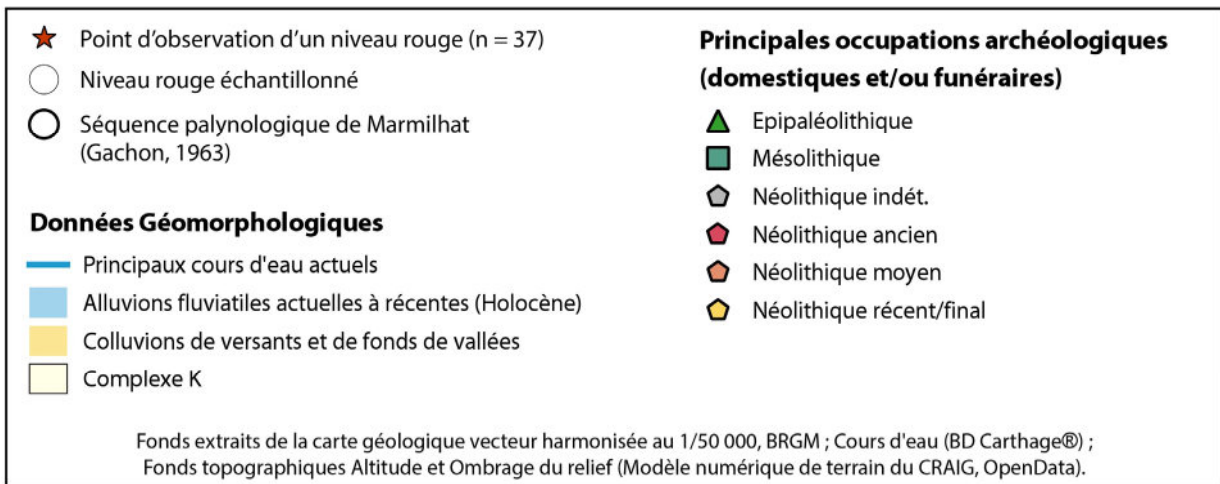 Point d'observation d'un niveau rouge (n = 37)
Niveau rouge échantillonné
Séquence palynologique de Marmilhat
(Gachon, 1963)
Données Géomorphologiques
Principaux cours d'eau actuels
Alluvions fluviatiles actuelles à récentes (Holocène)
Colluvions de versants et de fonds de vallées
Complexe K
Principales occupations archéologiques
(domestiques et/ou funéraires)
Epipaléolithique
Mésolithique
Néolithique indét.
Néolithique ancien
Néolithique moyen
Néolithique récent/final
Fonds extraits de la carte géologique vecteur harmonisée au 1/50 000, BRGM ; Cours d'eau (BD Carthage®) ;
Fonds topographiques Altitude et Ombrage du relief (Modèle numérique de terrain du CRAIG, OpenData).